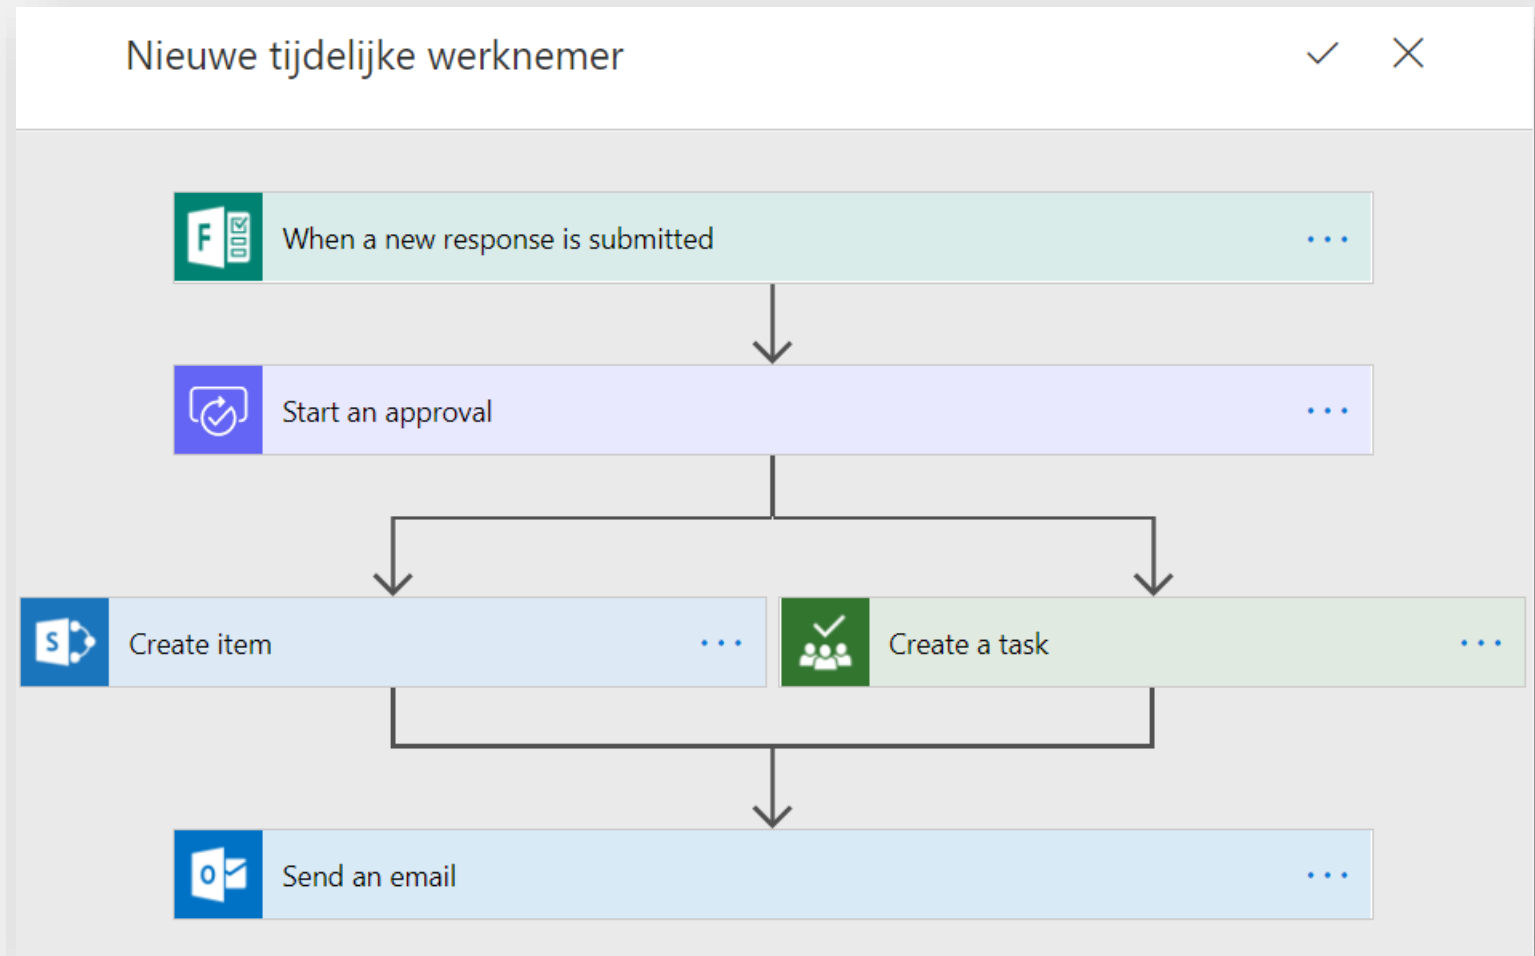 Nieuwe tijdelijke werknemer
F
When a new response is submitted
Start an approval
S
Create item
Create a task
O
Send an email